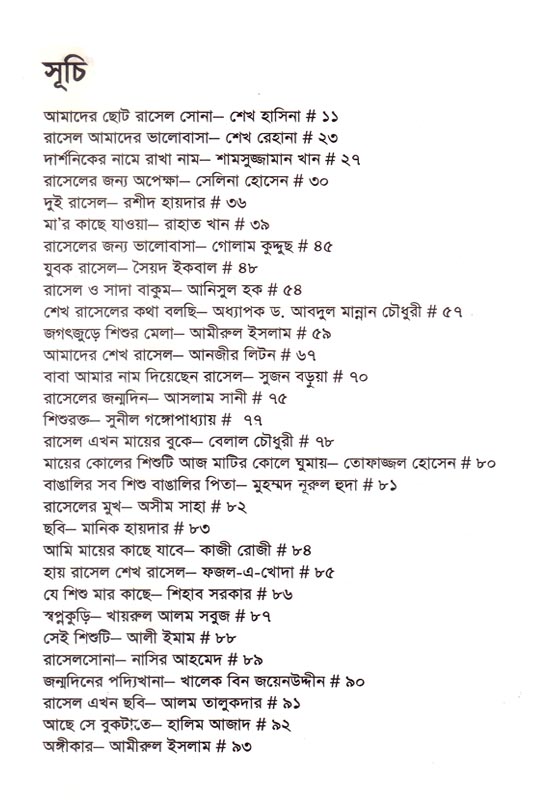 সূচি
আমাদের ছোট রাসেল সোনা– শেখ হাসিনা # ১১
রাসেল আমাদের ভালোবাসা– শেখ রেহানা # ২৩
দার্শনিকের নামে রাখা নাম– শামসুজ্জামান খান # ২৭
রাসেলের জন্য অপেক্ষা– সেলিনা হোসেন # ৩০
দুই রাসেল– রশীদ হায়দার # ৩৬
মা'র কাছে যাওয়া– রাহাত খান # ৩৯
রাসেলের জন্য ভালোবাসা– গোলাম কুদ্দুছ # ৪৫
যুবক রাসেল– সৈয়দ ইকবাল # ৪৮
রাসেল ও সাদা বাকুম– আনিসুল হক # ৫৪
শেখ রাসেলের কথা বলছি– অধ্যাপক ড. আবদুল মান্নান চৌধুরী # ৫৭
জগৎজুড়ে শিশুর মেলা– আমীরুল ইসলাম # ৫৯
আমাদের শেখ রাসেল– আনজীর লিটন # ৬৭
বাবা আমার নাম দিয়েছেন রাসেল– সুজন বড়ুয়া # ৭০
রাসেলের জন্মদিন– আসলাম সানী # ৭৫
শিশুরক্ত– সুনীল গঙ্গোপাধ্যায় # ৭৭
রাসেল এখন মায়ের বুকে– বেলাল চৌধুরী # ৭৮
মায়ের কোলের শিশুটি আজ মাটির কোলে ঘুমায়– তোফাজ্জল হোসেন # ৮০
বাঙালির সব শিশু বাঙালির পিতা– মুহম্মদ নূরুল হুদা # ৮১
রাসেলের মুখ– অসীম সাহা # ৮২
ছবি– মানিক হায়দার # ৮৩
আমি মায়ের কাছে যাবে– কাজী রোজী # ৮৪
হায় রাসেল শেখ রাসেল– ফজল-এ-খোদা # ৮৫
যে শিশু মার কাছে– শিহাব সরকার # ৮৬
স্বপ্নকুড়ি– খায়রুল আলম সবুজ # ৮৭
সেই শিশুটি– আলী ইমাম # ৮৮
রাসেলসোনা– নাসির আহমেদ # ৮৯
জন্মদিনের পদ্যিখানা– খালেক বিন জয়েনউদ্দীন # ৯০
রাসেল এখন ছবি– আলম তালুকদার # ৯১
আছে সে বুকটাতে– হালিম আজাদ # ৯২
অঙ্গীকার– আমীরুল ইসলাম # ৯৩